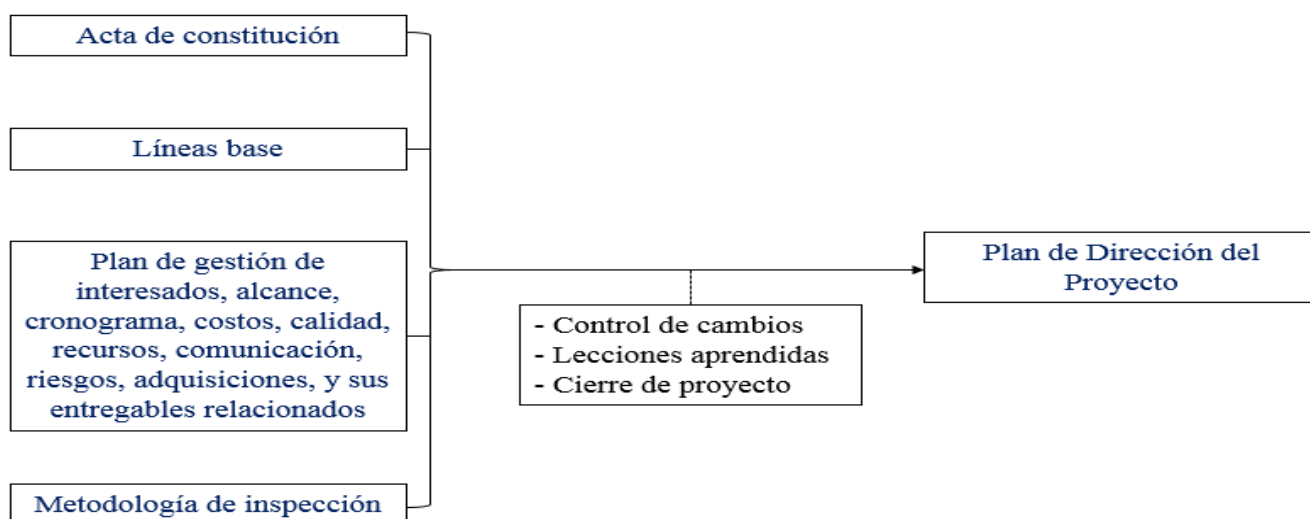 Acta de constitución
Líneas base
Plan de gestión de
interesados, alcance,
cronograma, costos, calidad,
recursos, comunicación,
riesgos, adquisiciones, y sus
entregables relacionados
Metodología de inspección
- Control de cambios
- Lecciones aprendidas
- Cierre de proyecto
Plan de Dirección del
Proyecto